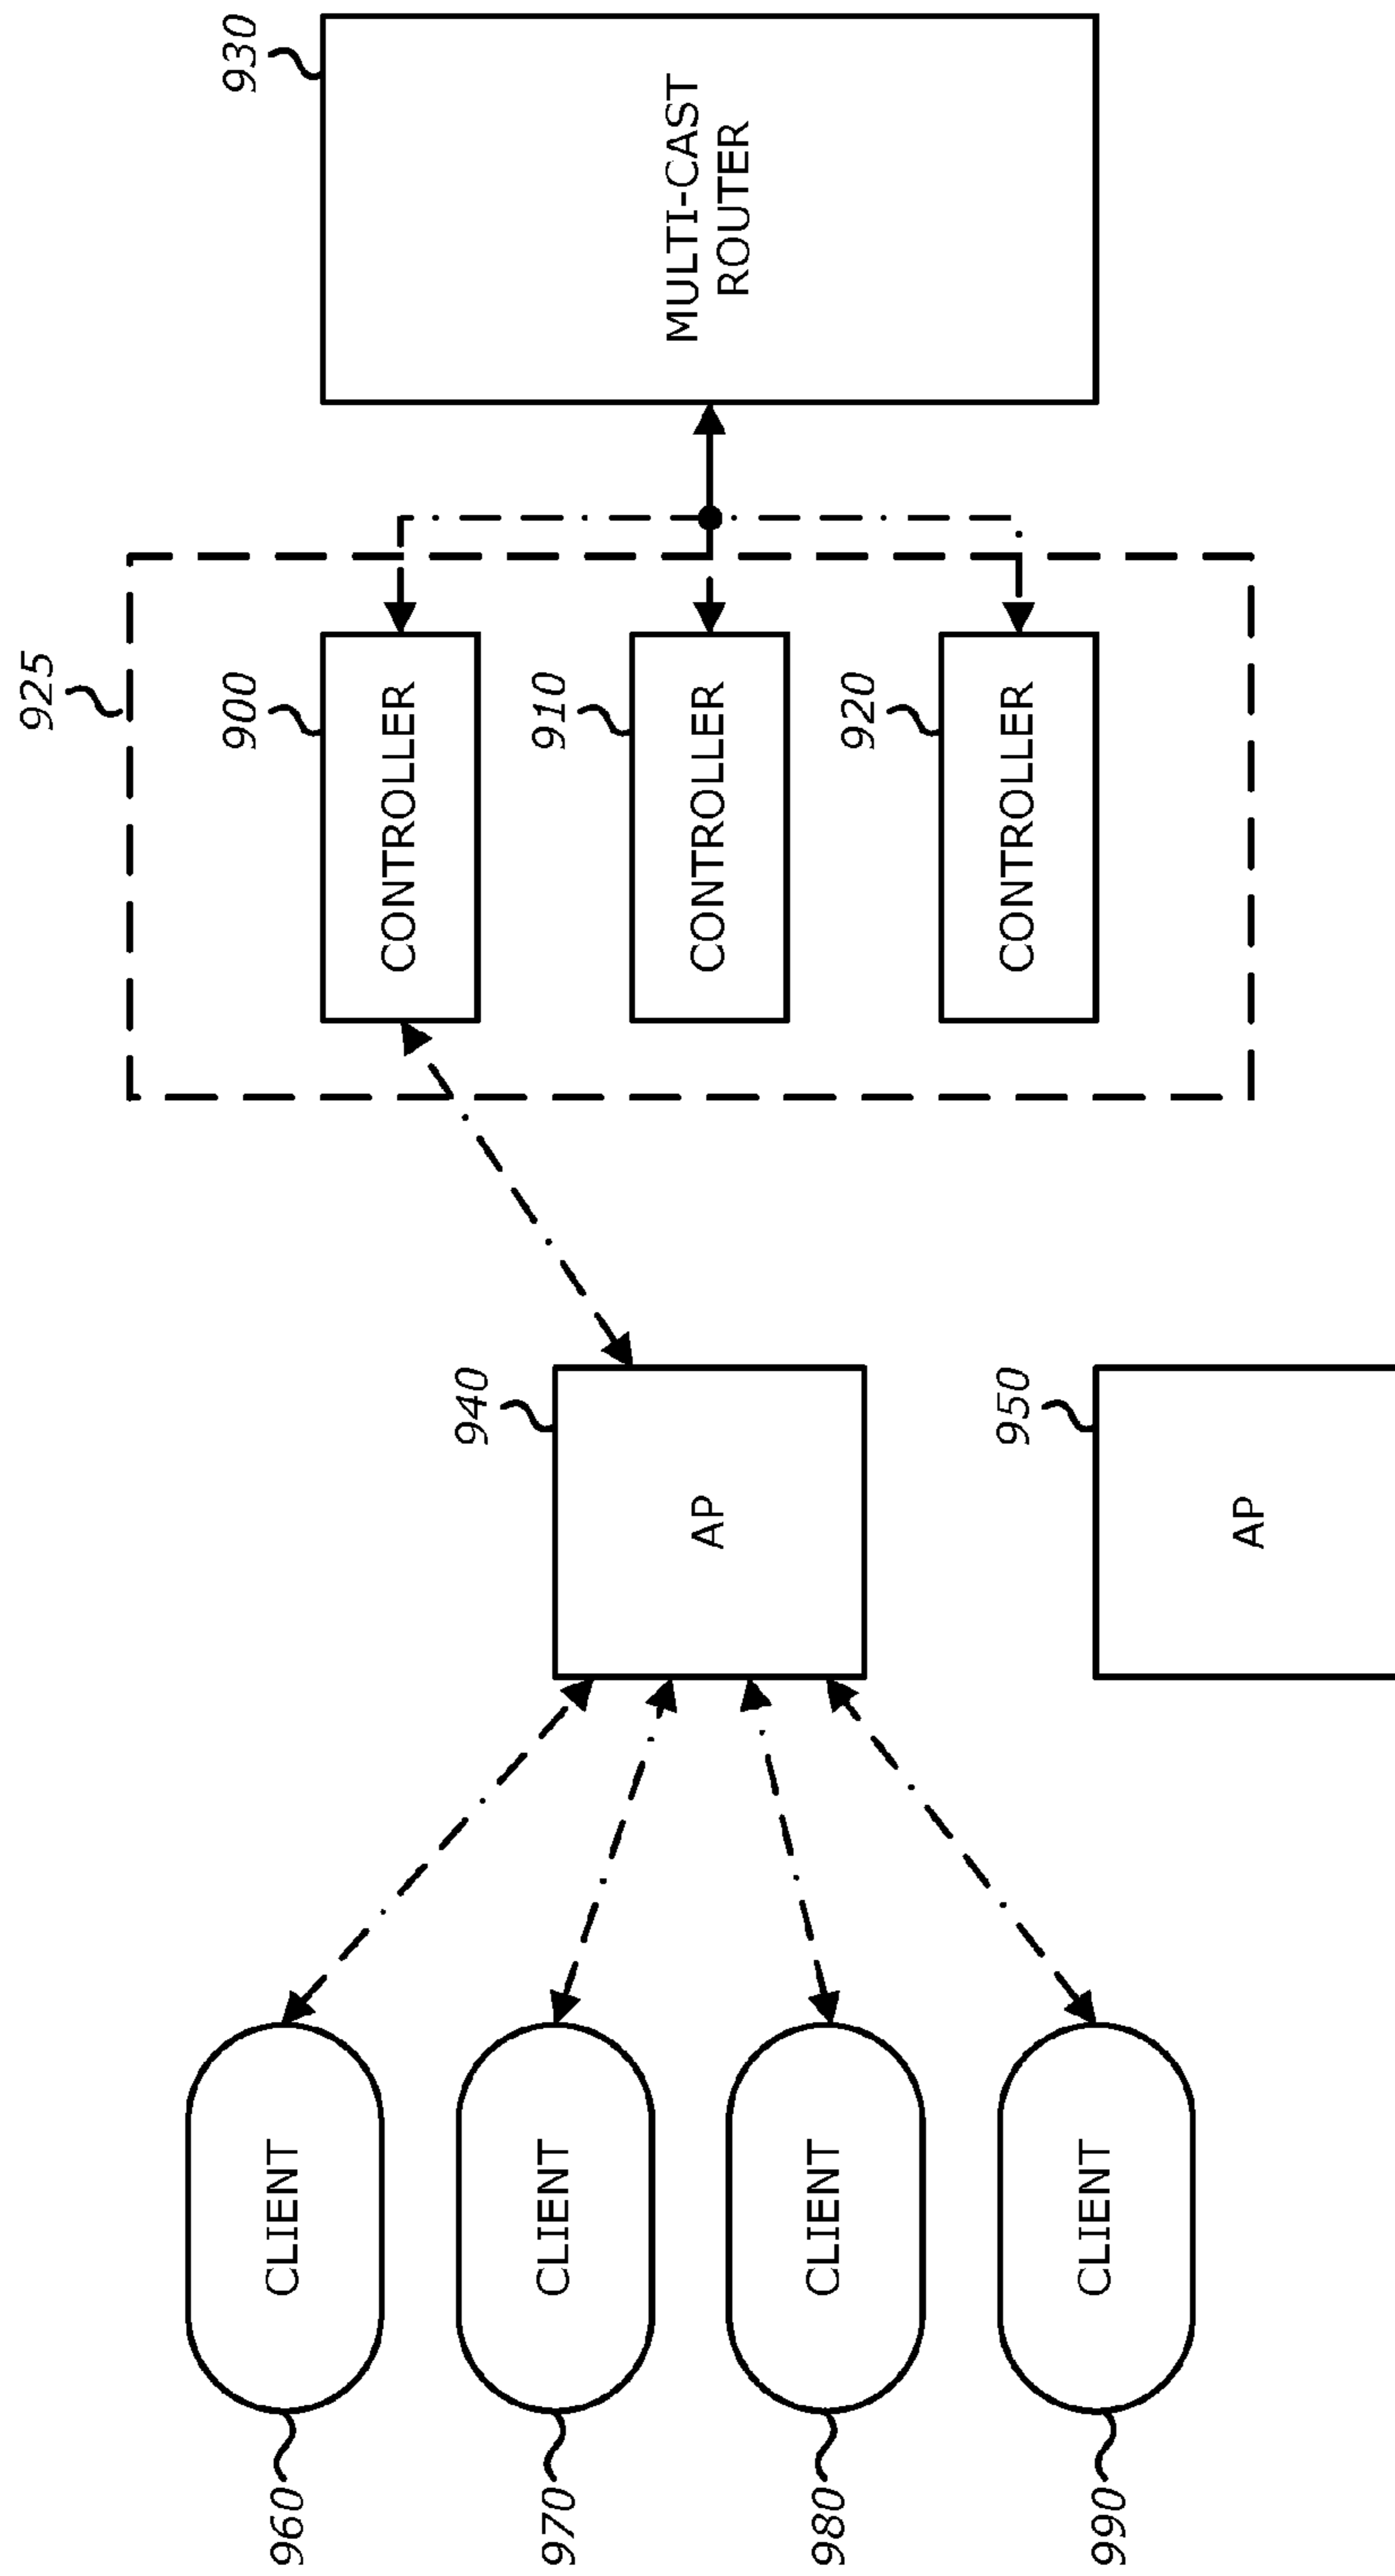 960
CLIENT
970
CLIENT
980
CLIENT
990
CLIENT
940
AP
950
AP
925
900
CONTROLLER
910
CONTROLLER
920
CONTROLLER
930
MULTI-CAST
ROUTER